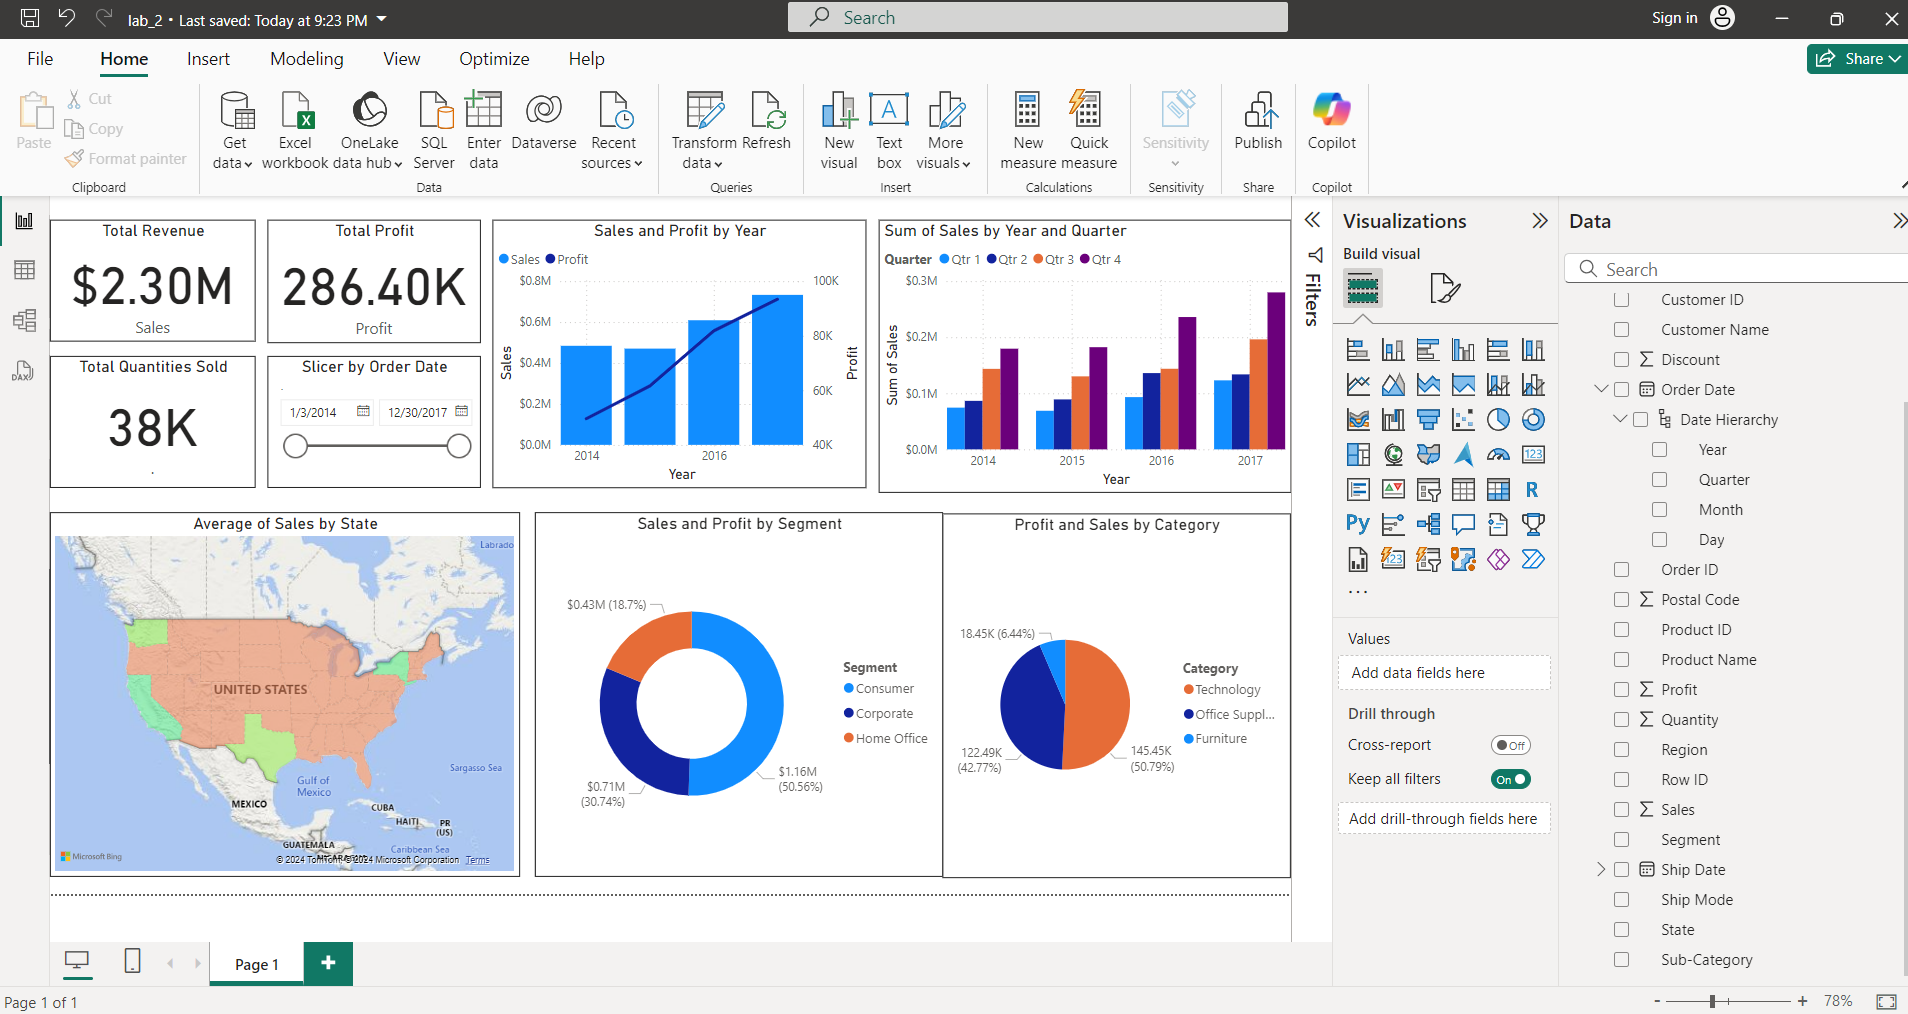 lab_2 • Last saved: Today at 9:23 PM
Search
Sign in
File
Home
Insert
Modeling
View
Optimize
Help
Share
Paste
Cut
Copy
Format painter
Clipboard
Get data
Excel workbook
OneLake data hub
SQL Server
Enter data
Dataverse
Recent sources
Data
Transform data
Refresh
Queries
New visual
Text box
More visuals
Insert
New measure
Quick measure
Calculations
Sensitivity
Sensitivity
Publish
Share
Copilot
Copilot
Total Revenue
$2.30M
Sales
Total Profit
286.40K
Profit
Total Quantities Sold
38K
.
Slicer by Order Date
.
1/3/2014
12/30/2017
Sales and Profit by Year
Sales
Profit
$0.8M
$0.6M
$0.4M
$0.2M
$0.0M
Sales
100K
80K
60K
40K
Profit
2014
2016
Year
Sum of Sales by Year and Quarter
Quarter
Qtr 1
Qtr 2
Qtr 3
Qtr 4
$0.3M
$0.2M
$0.1M
$0.0M
Sum of Sales
2014
2015
2016
2017
Year
Average of Sales by State
Labrado
UNITED STATES
Sargasso Sea
Gulf of
Mexico
MEXICO
CUBA
HAITI
PR
(US)
GUATEMALA
Caribbean Sea
Microsoft Bing
© 2024 TomTom, © 2024 Microsoft Corporation
Terms
Sales and Profit by Segment
$0.43M (18.7%)
$0.71M
(30.74%)
$1.16M
(50.56%)
Segment
Consumer
Corporate
Home Office
Profit and Sales by Category
18.45K (6.44%)
122.49K
(42.77%)
145.45K
(50.79%)
Category
Technology
Office Suppl...
Furniture
Filters
Visualizations
Build visual
123
R
Py
123
...
Values
Add data fields here
Drill through
Cross-report
Off
Keep all filters
On
Add drill-through fields here
Data
Search
Customer ID
Customer Name
Discount
Order Date
Date Hierarchy
Year
Quarter
Month
Day
Order ID
Postal Code
Product ID
Product Name
Profit
Quantity
Region
Row ID
Sales
Segment
Ship Date
Ship Mode
State
Sub-Category
DAX
Page 1
+
Page 1 of 1
- + 78%